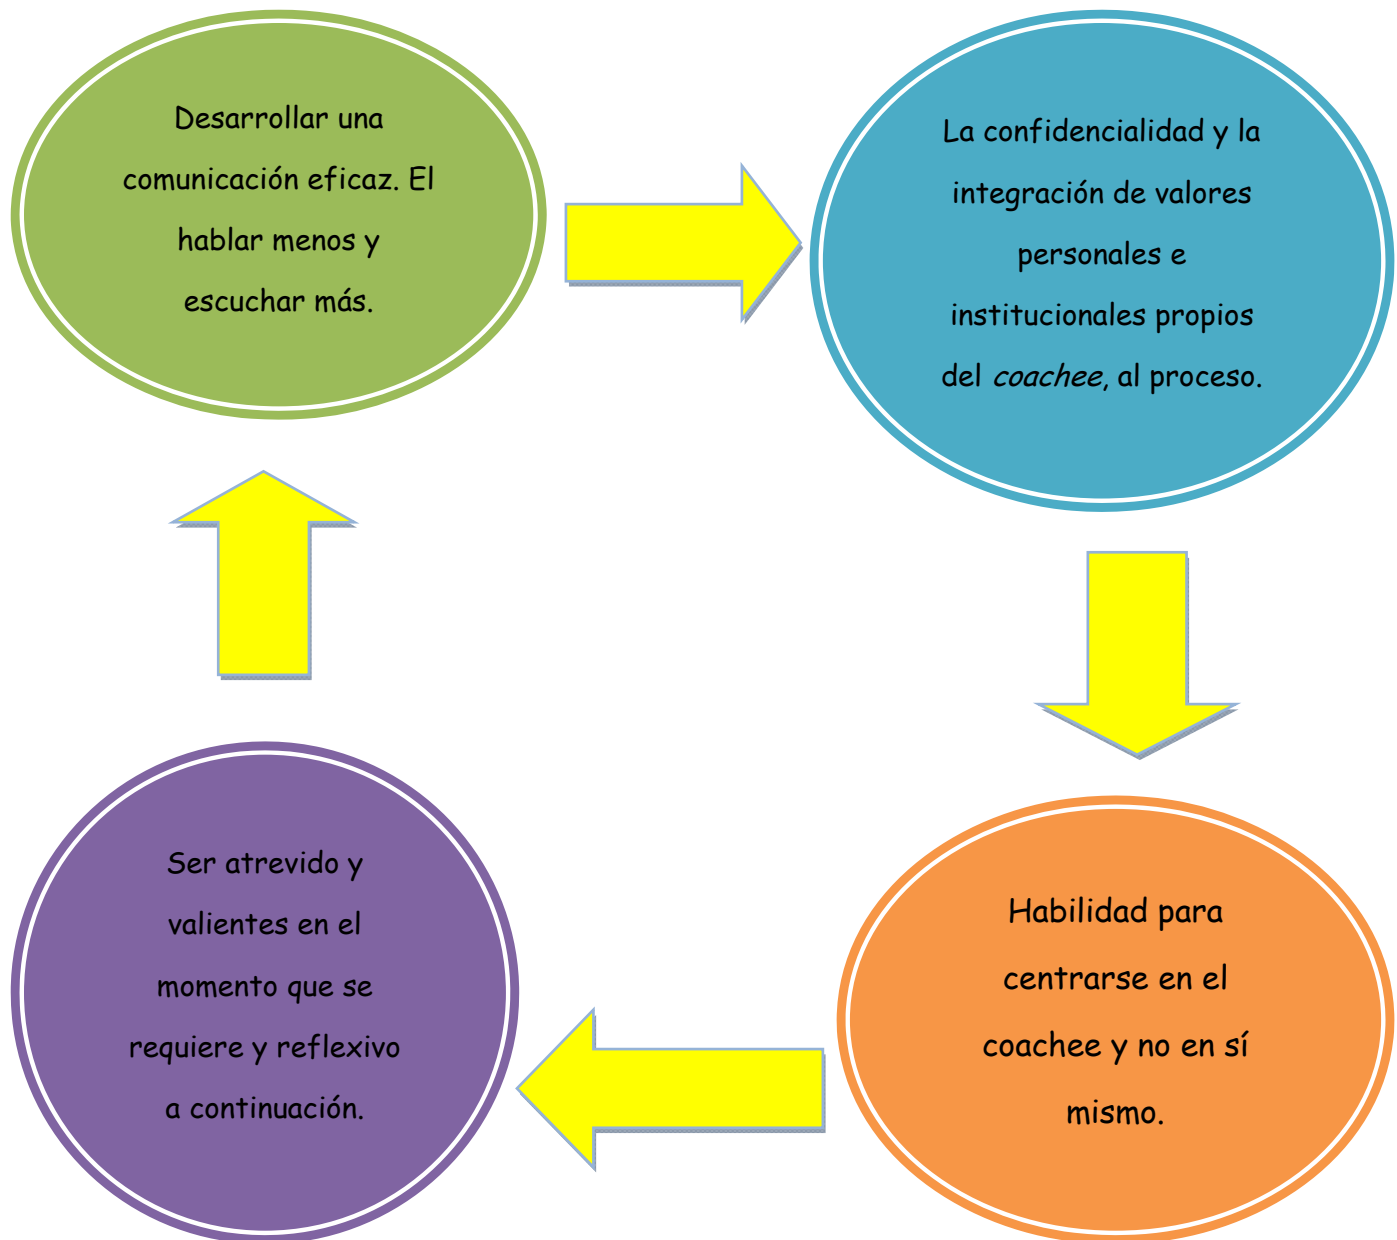 Desarrollar una
comunicación eficaz. El
hablar menos y
escuchar más.
La confidencialidad y la
integración de valores
personales e
institucionales propios
del coachee, al proceso.
Habilidad para
centrarse en el
coachee y no en sí
mismo.
Ser atrevido y
valientes en el
momento que se
requiere y reflexivo
a continuación.